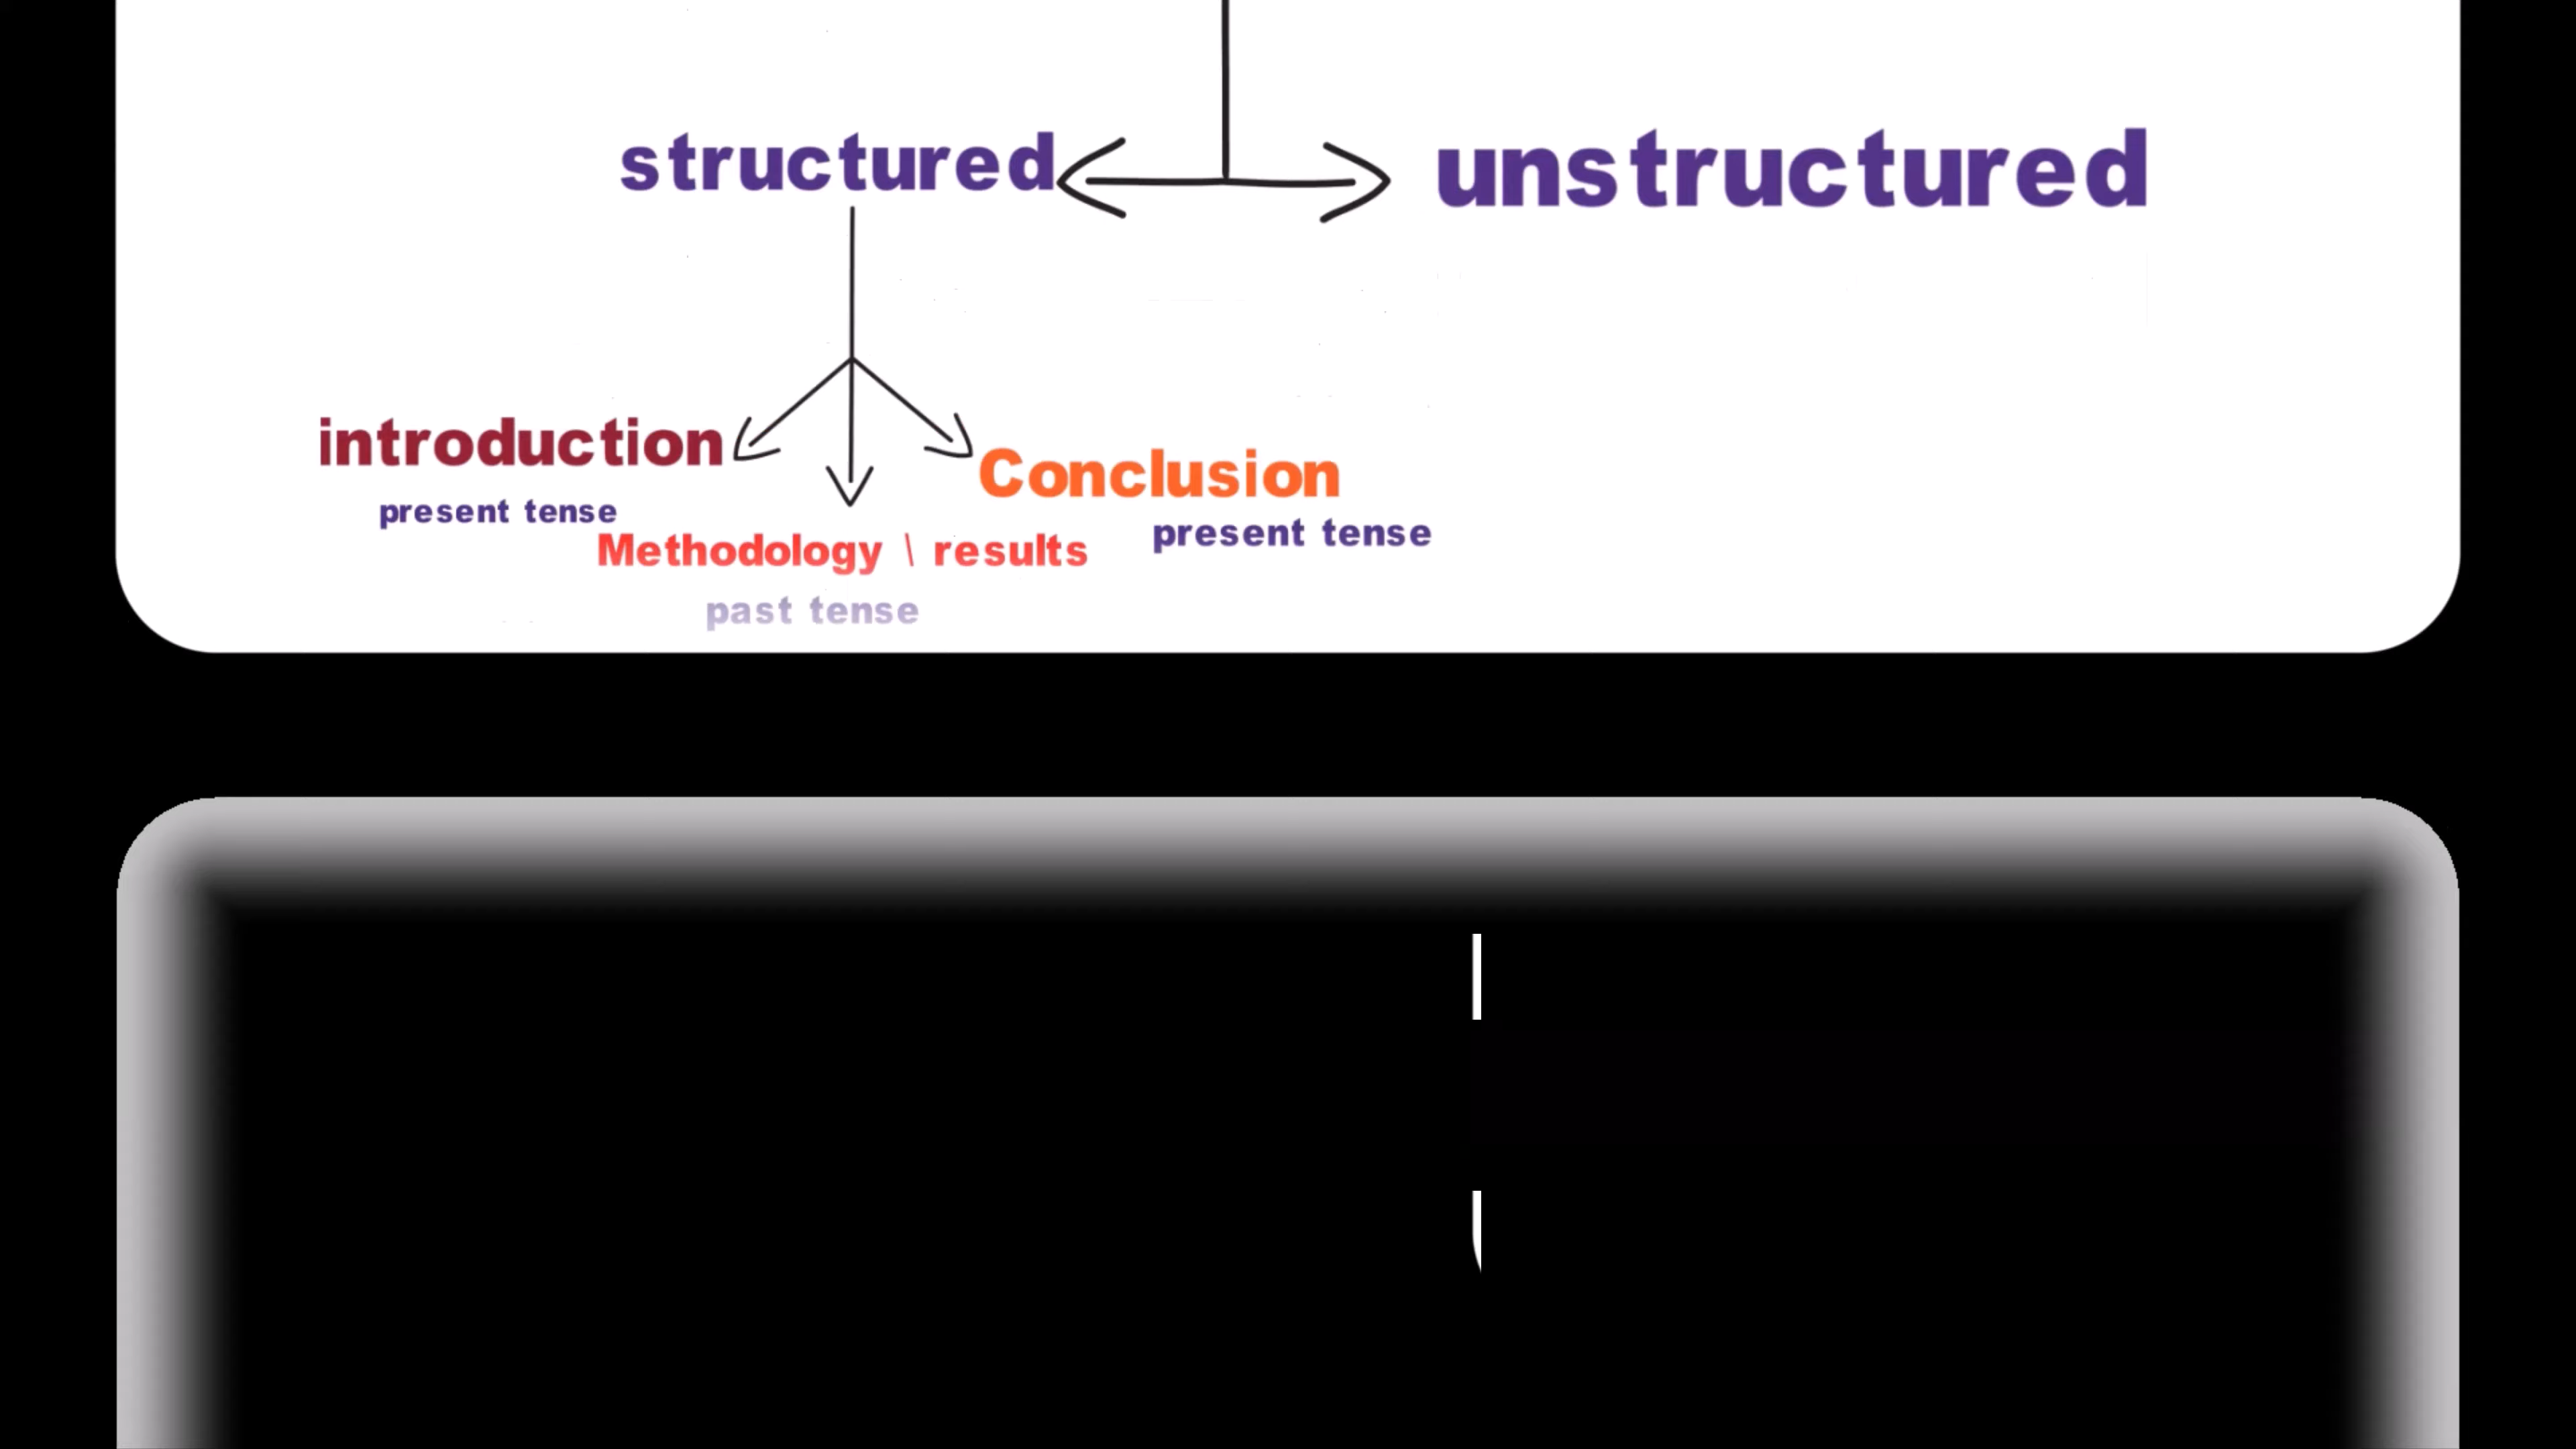 structured
unstructured
introduction
present tense
Conclusion
present tense
Methodology \ results
past tense